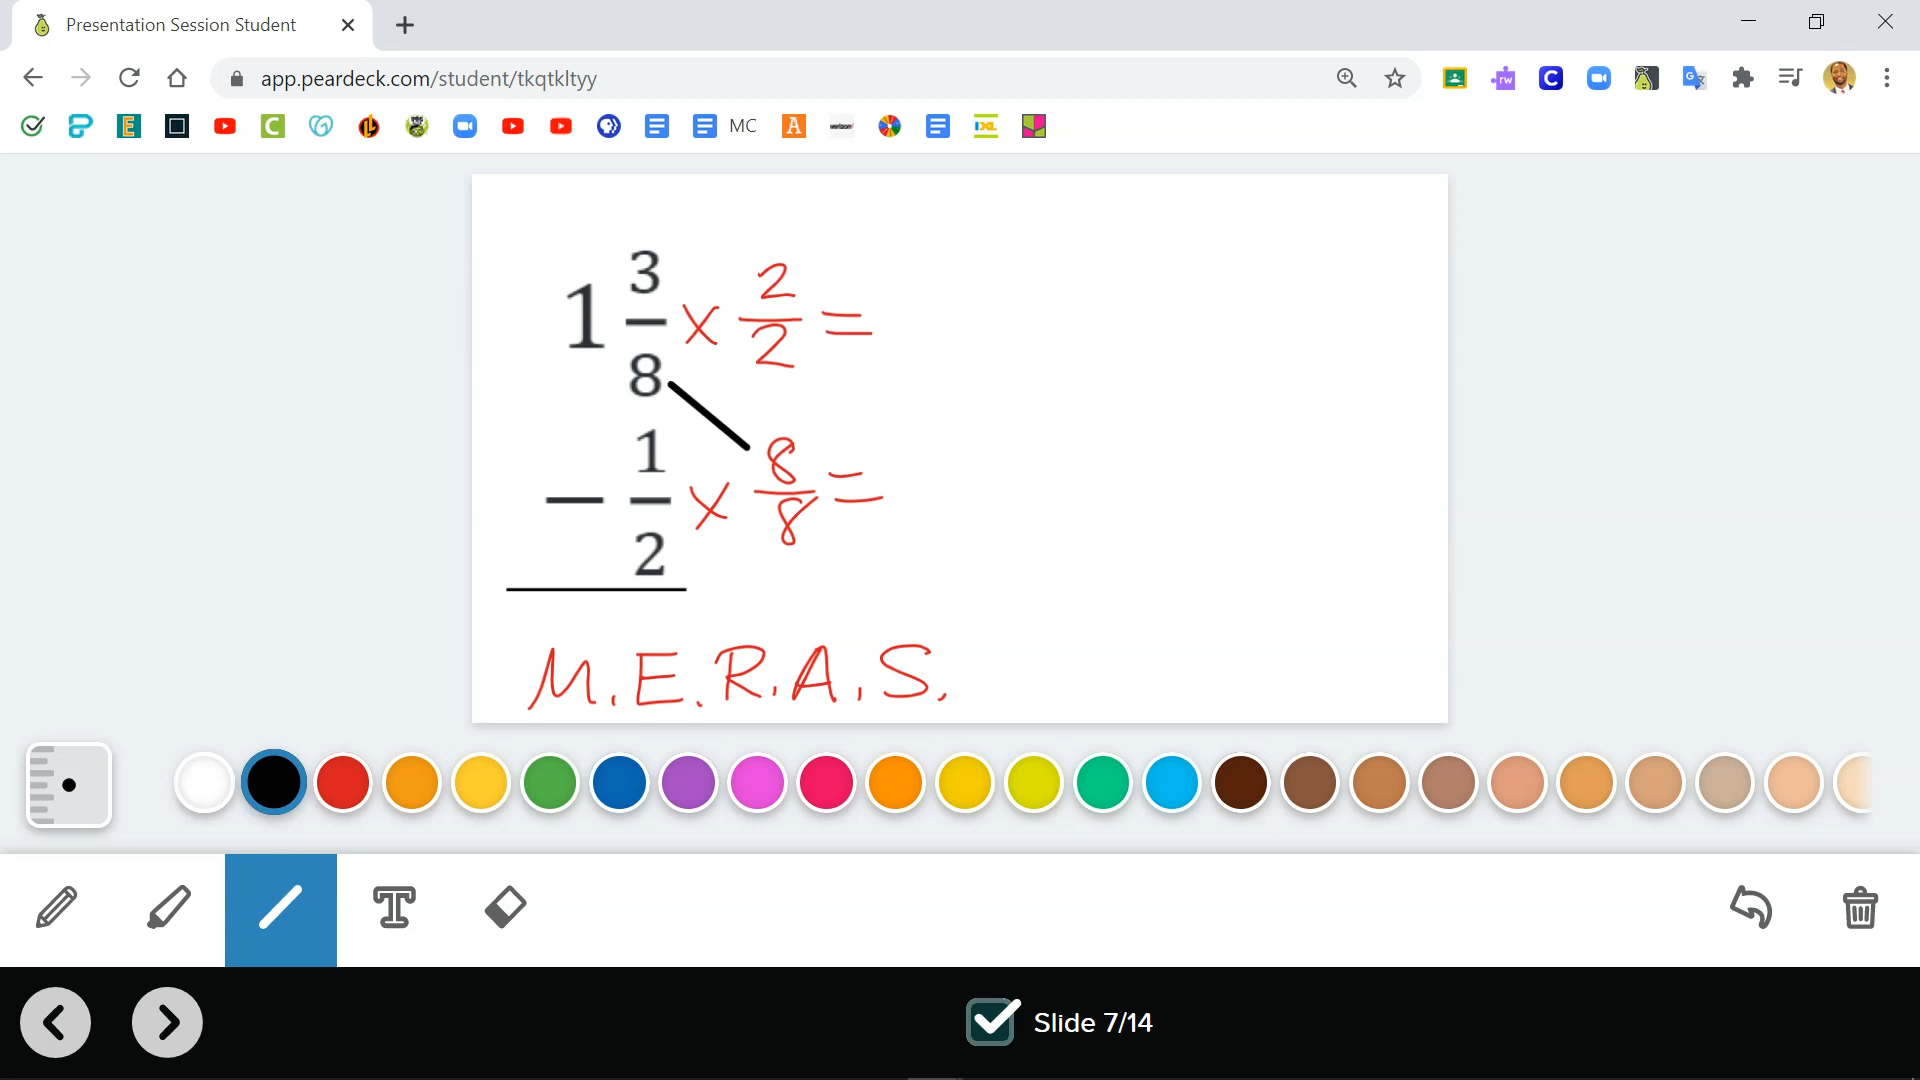 Presentation Session Student
app.peardeck.com/student/tkqtkltyy
MC
1 3/8 x 2/2 =
- 1/2 x 8/8 =
M.E.R.A.S.
Slide 7/14